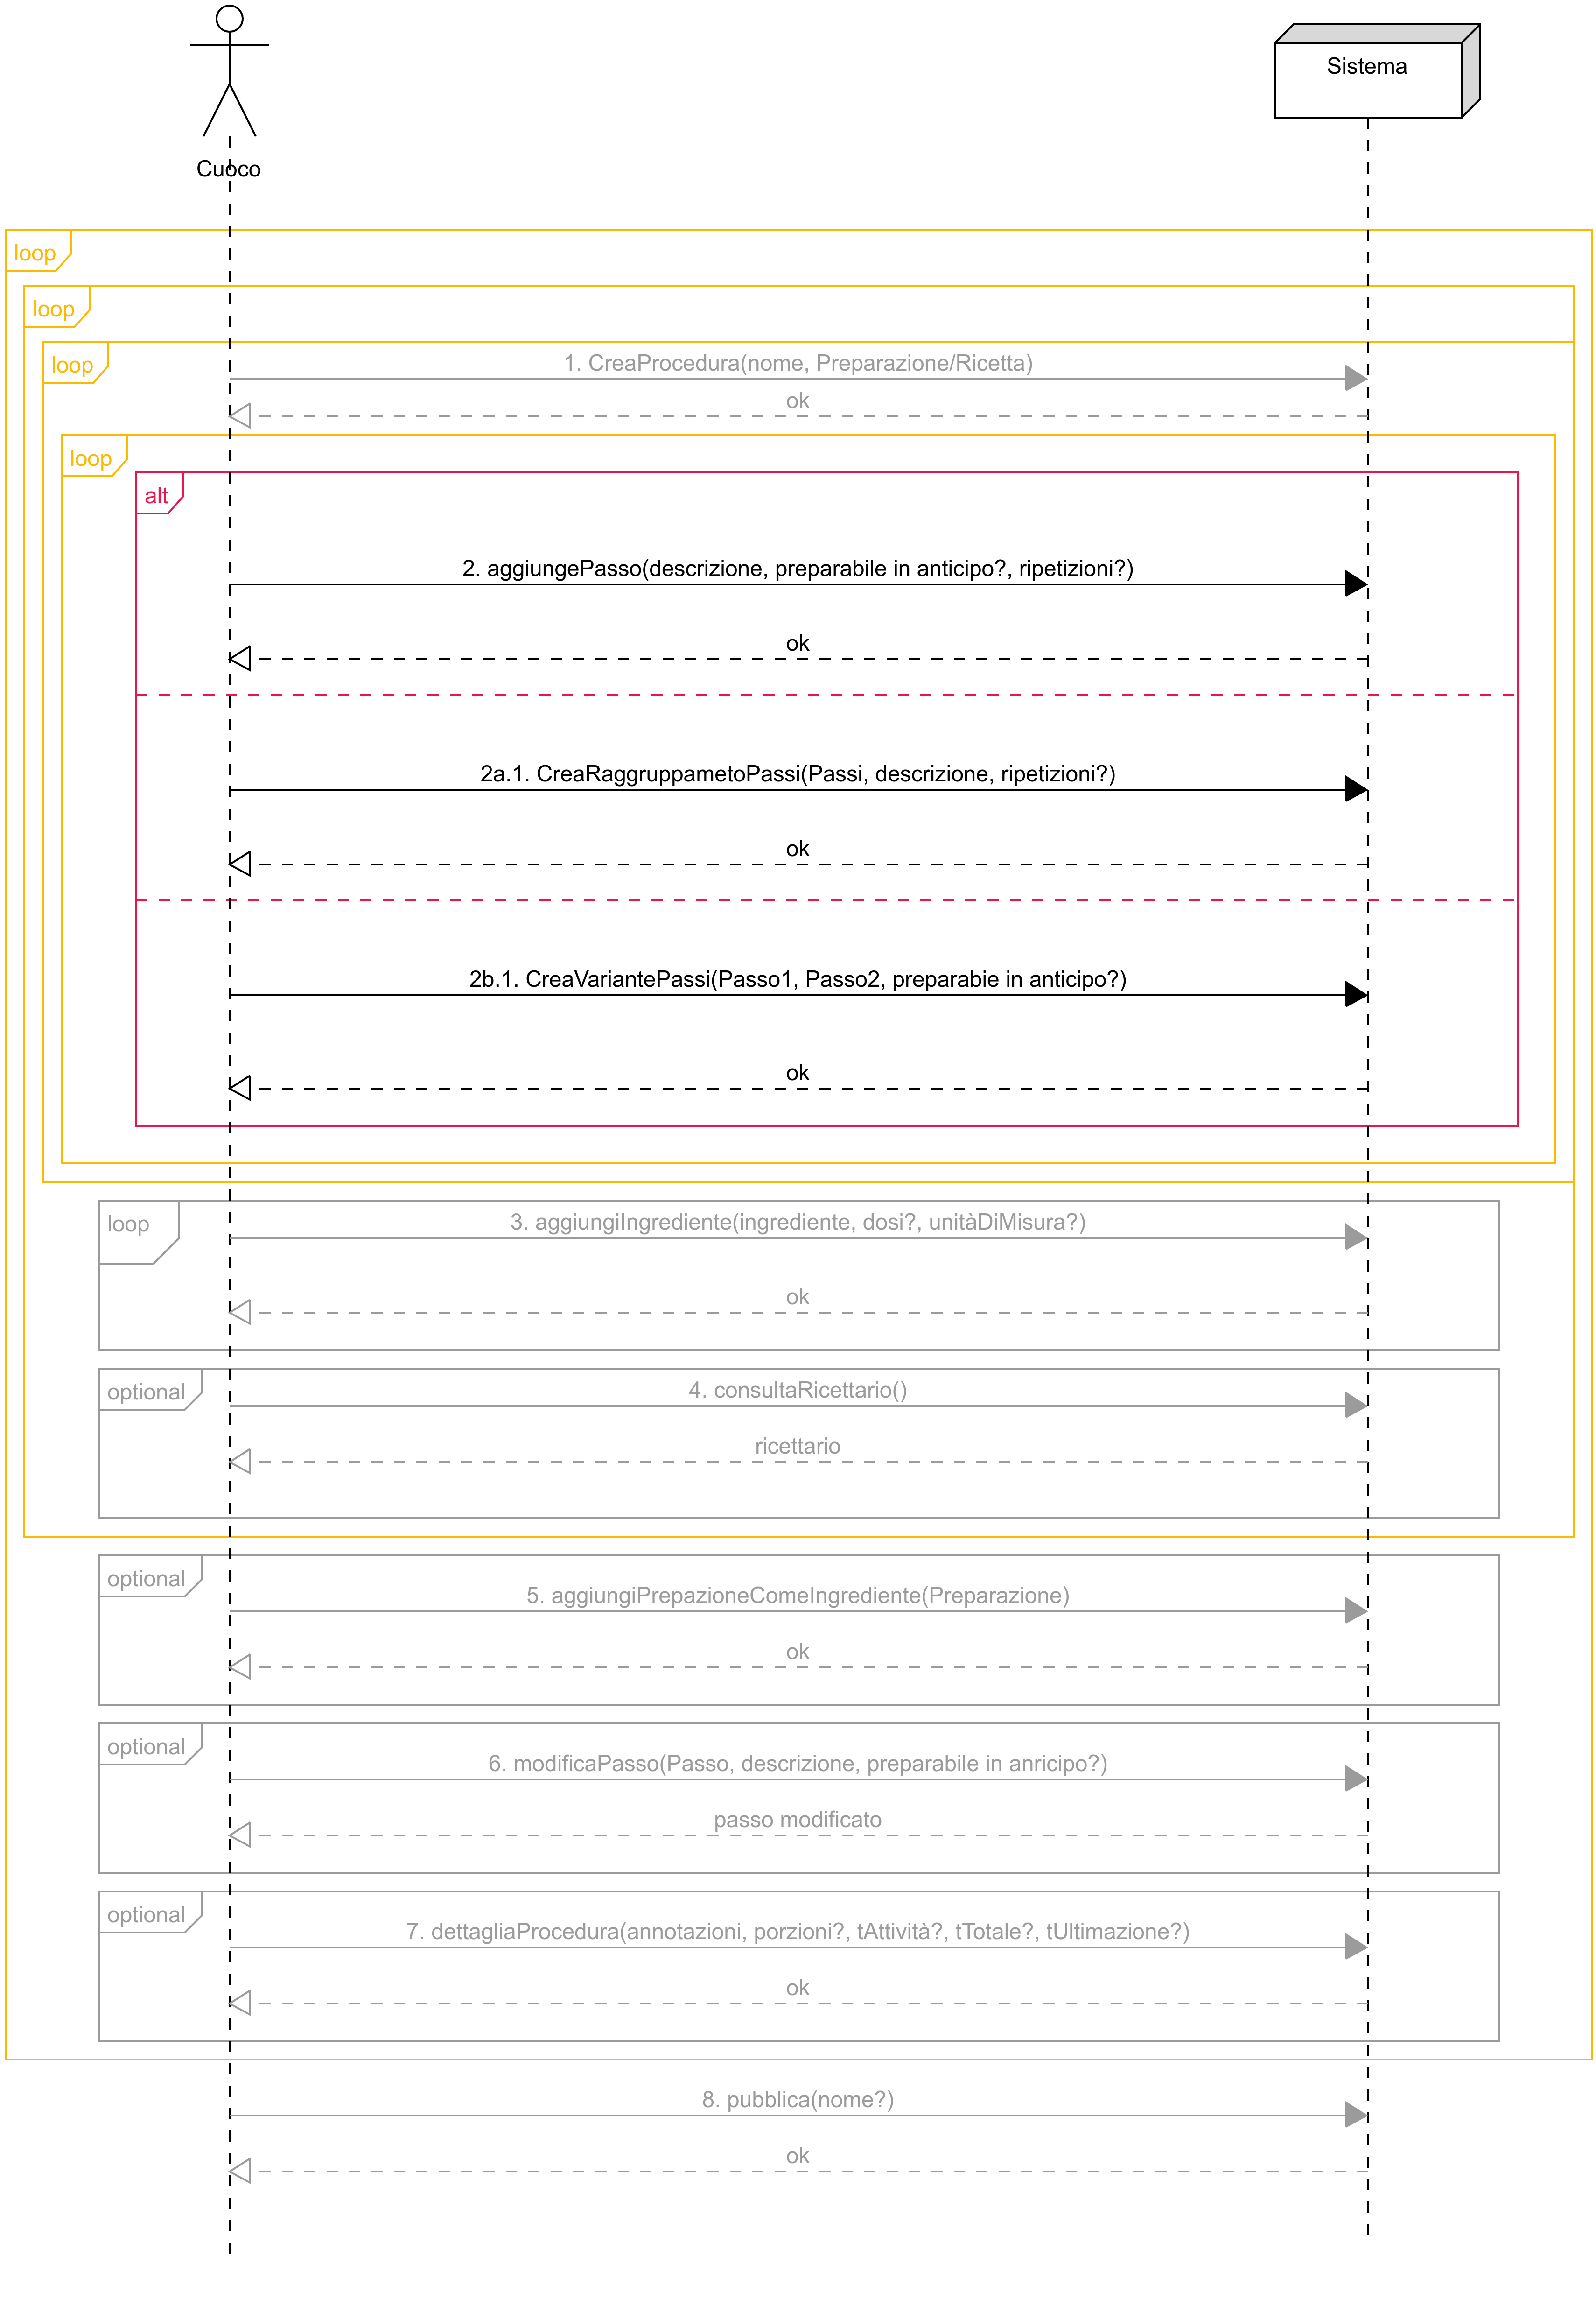 Sistema
Cuoco
loop
loop
loop
1. CreaProcedura(nome, Preparazione/Ricetta)
ok
loop
alt
2. aggiungePasso(descrizione, preparabile in anticipo?, ripetizioni?)
ok
2a.1. CreaRaggruppametoPassi(Passi, descrizione, ripetizioni?)
ok
2b.1. CreaVariantePassi(Passo1, Passo2, preparabie in anticipo?)
ok
loop
3. aggiungiIngrediente(ingrediente, dosi?, unitàDiMisura?)
ok
optional
4. consultaRicettario()
ricettario
optional
5. aggiungiPrepazioneComeIngrediente(Preparazione)
ok
optional
6. modificaPasso(Passo, descrizione, preparabile in anricipo?)
passo modificato
optional
7. dettagliaProcedura(annotazioni, porzioni?, tAttività?, tTotale?, tUltimazione?)
ok
8. pubblica(nome?)
ok